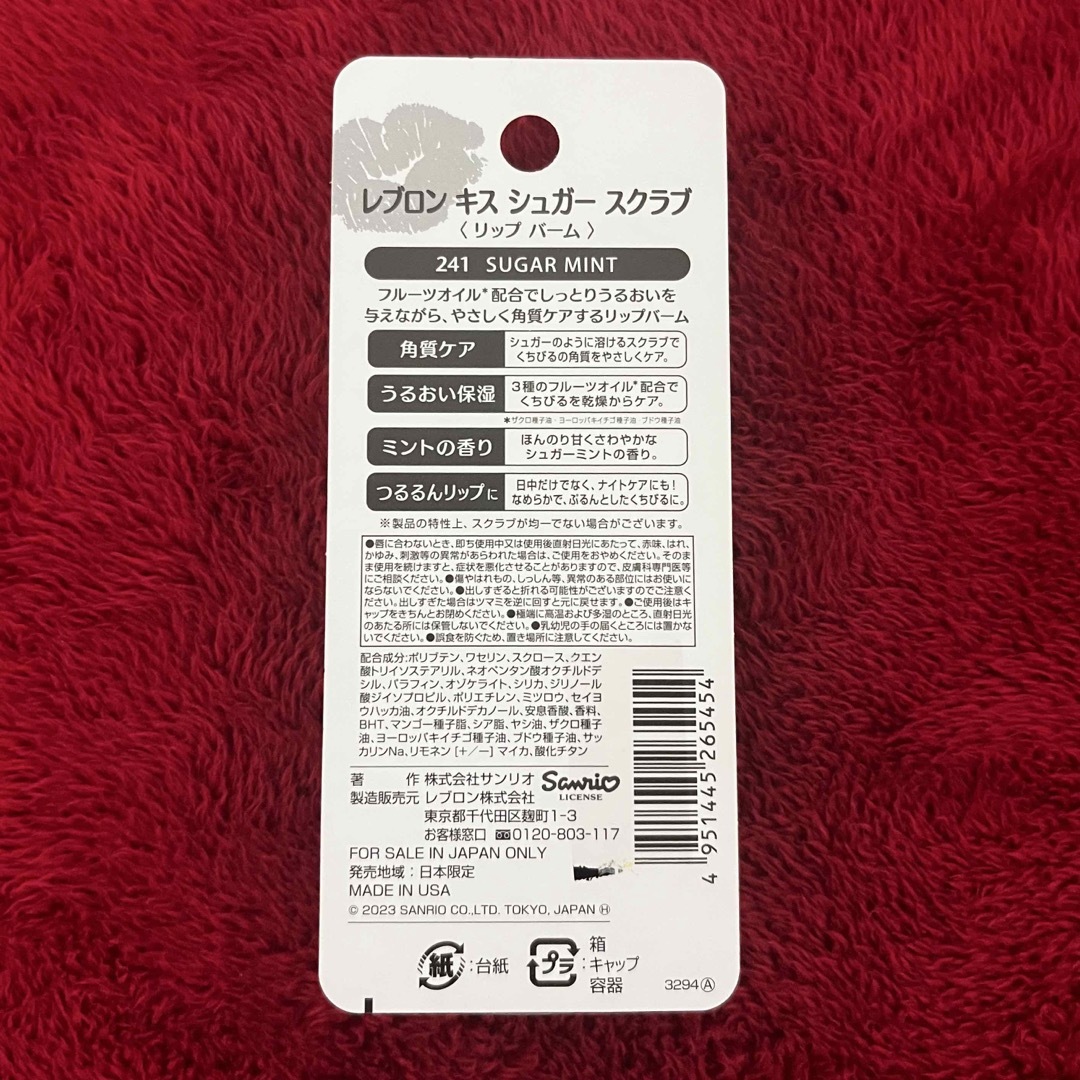 レブロン キス シュガー スクラブ
〈 リップ バーム 〉
241 SUGAR MINT
フルーツオイル*配合でしっとりうるおいを
与えながら、やさしく角質ケアするリップバーム
角質ケア
シュガーのように溶けるスクラブで
くちびるの角質をやさしくケア。
うるおい保湿
3種のフルーツオイル*配合で
くちびるを乾燥からケア。
*ザクロ種子油・ヨーロッパキイチゴ種子油 ブドウ種子油
ミントの香り
ほんのり甘くさわやかな
シュガーミントの香り。
つるるんリップに
日中だけでなく、ナイトケアにも!
なめらかで、ぷるんとしたくちびるに。
※製品の特性上、スクラブが均一でない場合がございます。
●唇に合わないとき、即ち使用中又は使用後直射日光にあたって、赤味、はれ、
かゆみ、刺激等の異常があらわれた場合は、ご使用をおやめください。そのま
ま使用を続けますと、症状を悪化させることがありますので、皮膚科専門医等
にご相談ください。●傷やはれもの、しっしん等、異常のある部位にはお使いに
ならないでください。●出しすぎると折れる可能性がございますのでご注意く
ださい。出しすぎた場合はツマミを逆に回すと元に戻せます。●ご使用後はキ
ャップをきちんとお閉めください。●極端に高温および多湿のところ、直射日光
のあたる所には保管しないでください。●乳幼児の手の届くところには置かな
いでください。●誤食を防ぐため、置き場所に注意してください。
配合成分:ポリブテン、ワセリン、スクロース、クエン
酸トリイソステアリル、ネオペンタン酸オクチルドデ
シル、パラフィン、オゾケライト、シリカ、ジリノール
酸ジイソプロピル、ポリエチレン、ミツロウ、セイヨ
ウハッカ油、オクチルドデカノール、安息香酸、香料、
BHT、マンゴー種子脂、シア脂、ヤシ油、ザクロ種子
油、ヨーロッパキイチゴ種子油、ブドウ種子油、サッ
カリンNa、リモネン [+/−] マイカ、酸化チタン
著 作 株式会社サンリオ
Sanrio
LICENSE
製造販売元 レブロン株式会社
東京都千代田区麹町1-3
お客様窓口 0120-803-117
FOR SALE IN JAPAN ONLY
発売地域:日本限定
MADE IN USA
© 2023 SANRIO CO.,LTD. TOKYO, JAPAN Ⓗ
4 951445 265454
紙 :台紙
プラ :
箱
キャップ
容器
3294Ⓐ